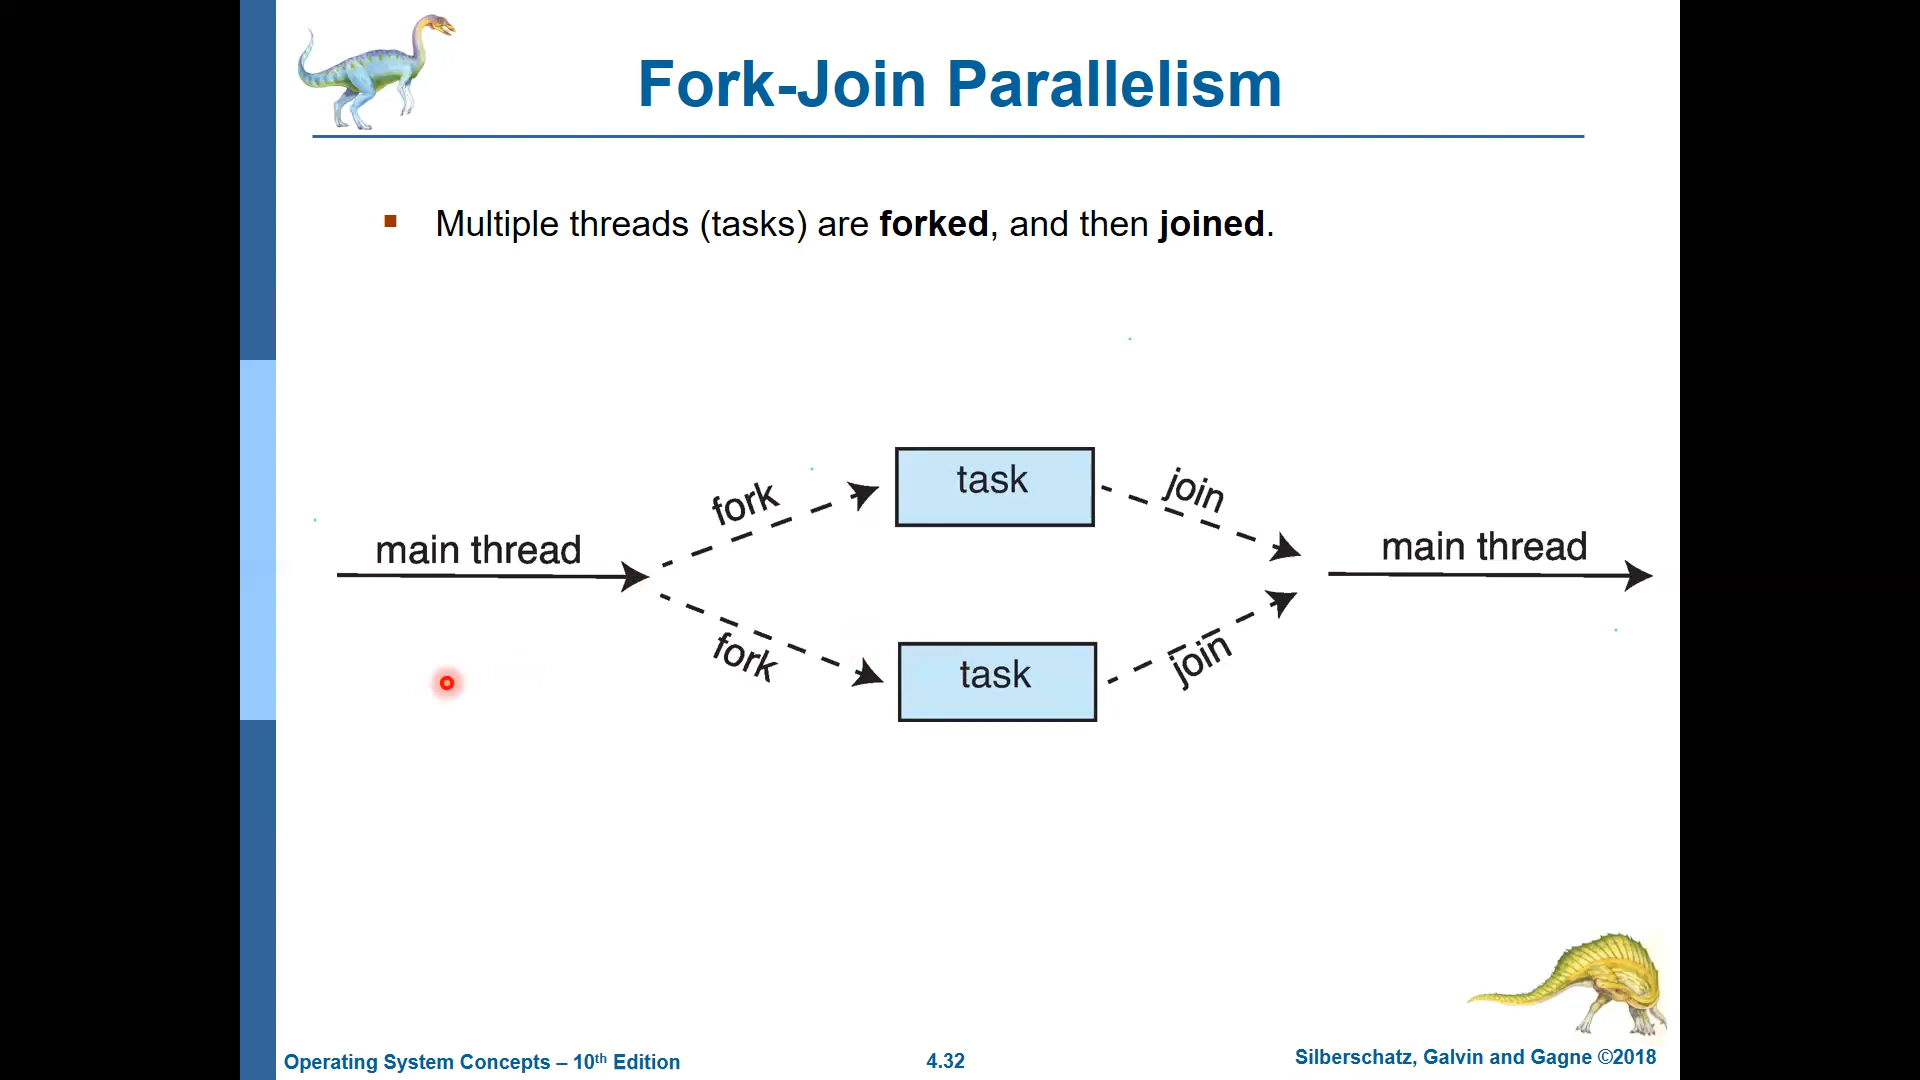 Fork-Join Parallelism
▪ Multiple threads (tasks) are forked, and then joined.
fork
task
join
main thread
main thread
fork
task
join
Operating System Concepts – 10th Edition
4.32
Silberschatz, Galvin and Gagne ©2018